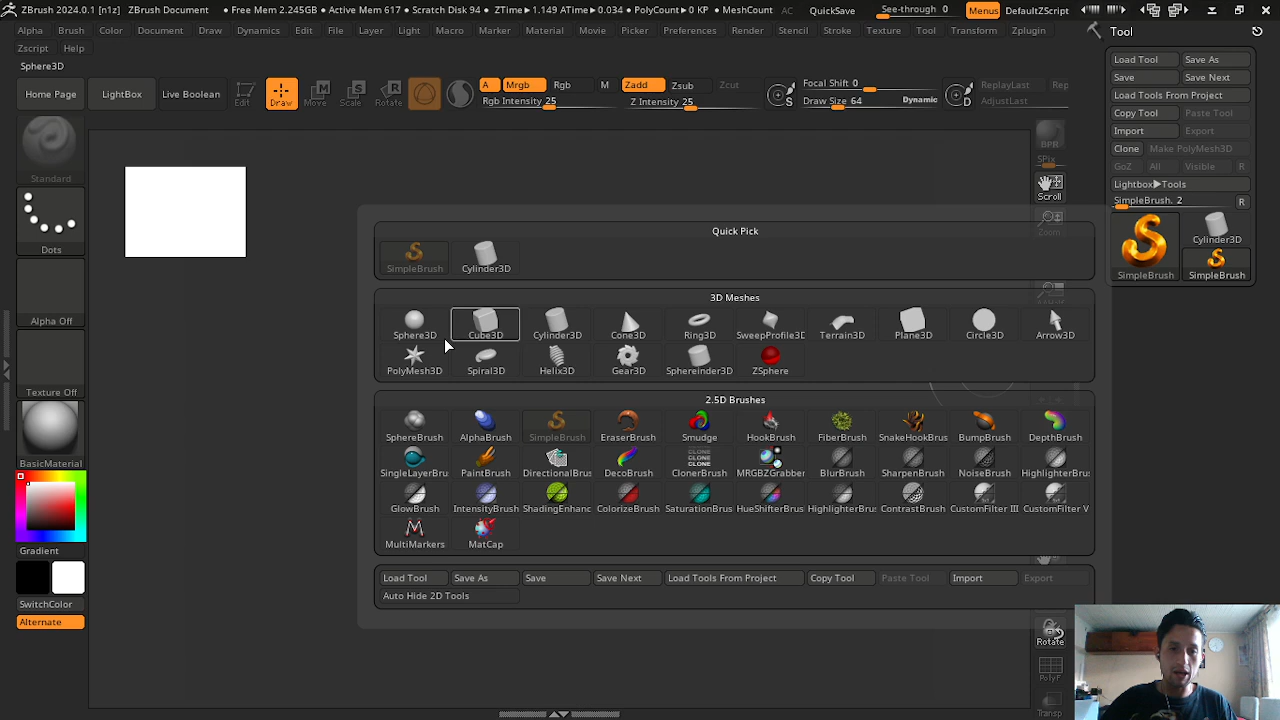 ZBrush 2024.0.1 [n1z] ZBrush Document • Free Mem 2.245GB • Active Mem 617 • Scratch Disk 94 • ZTime▶1.149 ATime▶0.034 • PolyCount▶0 KP • MeshCount AC QuickSave See-through 0 Menus DefaultZScript
Alpha Brush Color Document Draw Dynamics Edit File Layer Light Macro Marker Material Movie Picker Preferences Render Stencil Stroke Texture Tool Transform Zplugin
Tool
Zscript Help
Sphere3D
Home Page LightBox Live Boolean Edit Draw Move Scale Rotate
A Mrgb Rgb M Zadd Zsub Zcut
Rgb Intensity 25 Z Intensity 25
S Focal Shift 0
Draw Size 64 Dynamic
D ReplayLast Rep
AdjustLast
Load Tool Save As
Save Save Next
Load Tools From Project
Copy Tool Paste Tool
Import Export
Clone Make PolyMesh3D
GoZ All Visible R
Lightbox▶Tools
SimpleBrush. 2 R
Cylinder3D
SimpleBrush SimpleBrush
Standard
Dots
Alpha Off
Texture Off
BasicMaterial
Gradient
SwitchColor
Alternate
BPR
SPix
Scroll
Zoom
Rotate
PolyF
Transp
Quick Pick
SimpleBrush Cylinder3D
3D Meshes
Sphere3D Cube3D Cylinder3D Cone3D Ring3D SweepProfile3D Terrain3D Plane3D Circle3D Arrow3D
PolyMesh3D Spiral3D Helix3D Gear3D Sphereinder3D ZSphere
2.5D Brushes
SphereBrush AlphaBrush SimpleBrush EraserBrush Smudge HookBrush FiberBrush SnakeHookBrus BumpBrush DepthBrush
SingleLayerBru PaintBrush DirectionalBrus DecoBrush CLONE CLONE CLONE ClonerBrush MRGBZGrabber BlurBrush SharpenBrush NoiseBrush HighlighterBrus
GlowBrush IntensityBrush ShadingEnhanc ColorizeBrush SaturationBrus HueShifterBrus HighlighterBru ContrastBrush CustomFilter III CustomFilter V
MultiMarkers MatCap
Load Tool Save As Save Save Next Load Tools From Project Copy Tool Paste Tool Import Export
Auto Hide 2D Tools